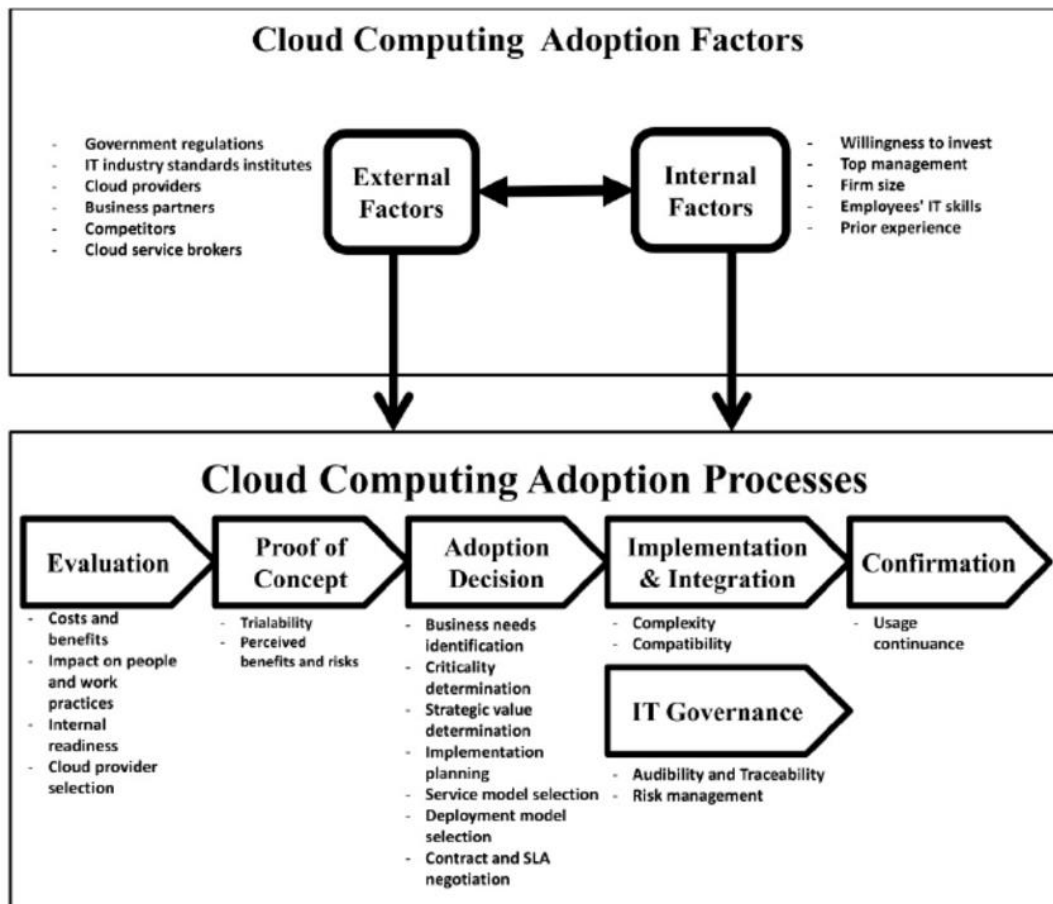 Cloud Computing Adoption Factors
- Government regulations
- IT industry standards institutes
- Cloud providers
- Business partners
- Competitors
- Cloud service brokers
External
Factors
Internal
Factors
- Willingness to invest
- Top management
- Firm size
- Employees' IT skills
- Prior experience
Cloud Computing Adoption Processes
Evaluation
- Costs and
benefits
- Impact on people
and work
practices
- Internal
readiness
- Cloud provider
selection
Proof of
Concept
- Trialability
- Perceived
benefits and risks
Adoption
Decision
- Business needs
identification
- Criticality
determination
- Strategic value
determination
- Implementation
planning
- Service model selection
- Deployment model
selection
- Contract and SLA
negotiation
Implementation
& Integration
- Complexity
- Compatibility
IT Governance
- Audibility and Traceability
- Risk management
Confirmation
- Usage
continuance